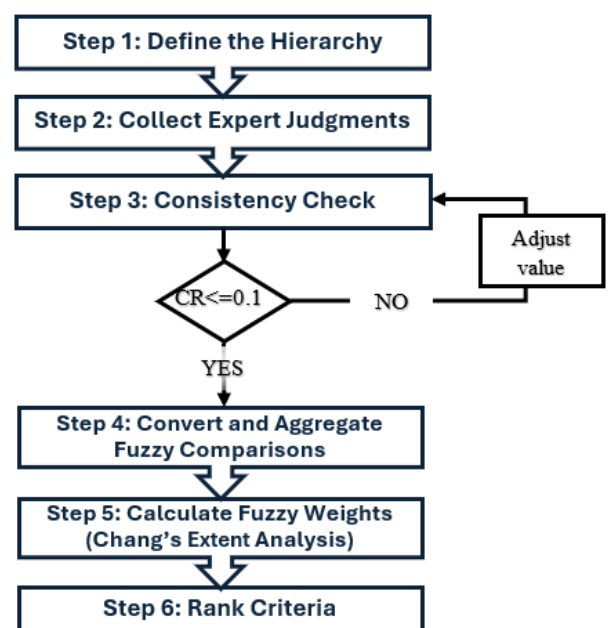 Step 1: Define the Hierarchy
Step 2: Collect Expert Judgments
Step 3: Consistency Check
Adjust
value
CR<=0.1
NO
YES
Step 4: Convert and Aggregate
Fuzzy Comparisons
Step 5: Calculate Fuzzy Weights
(Chang’s Extent Analysis)
Step 6: Rank Criteria